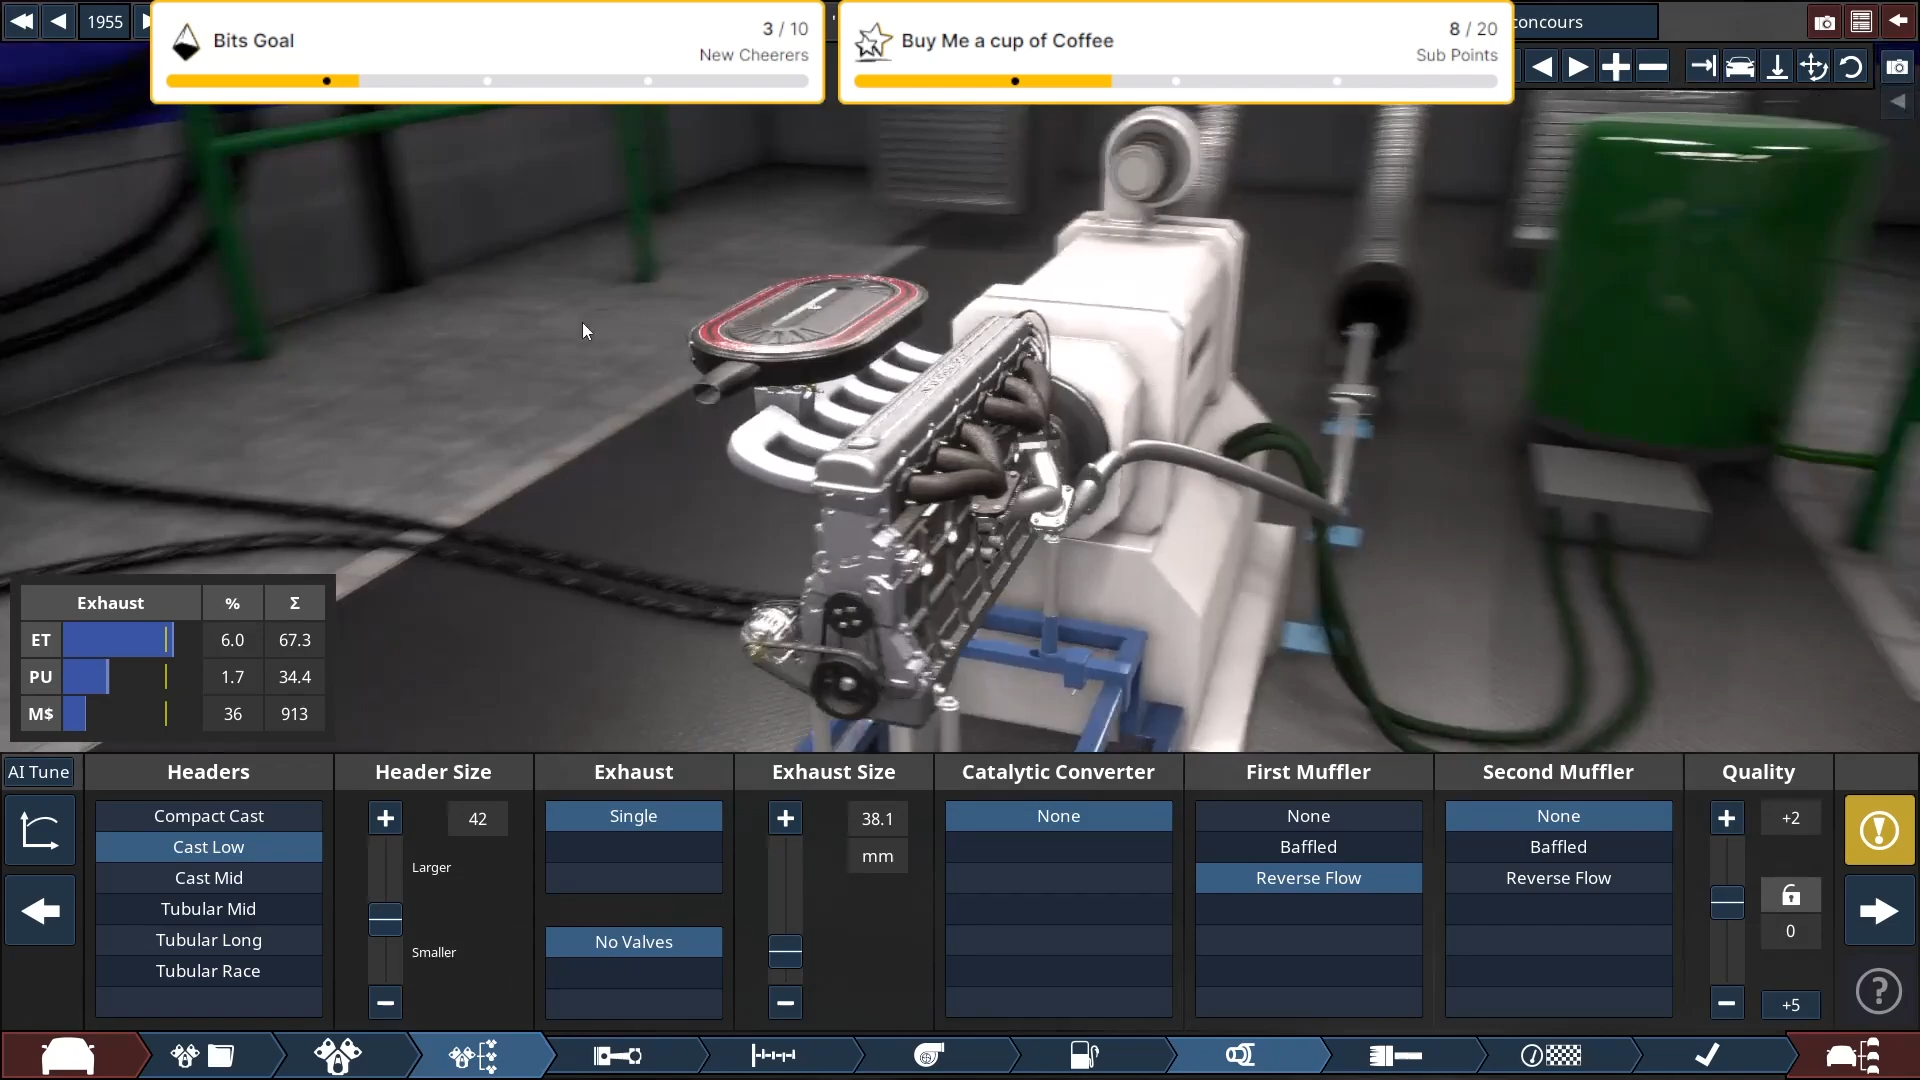 1955
Bits Goal
3 / 10
New Cheerers
Buy Me a cup of Coffee
8 / 20
Sub Points
concours
Exhaust % Σ
ET 6.0 67.3
PU 1.7 34.4
M$ 36 913
AI Tune
Headers
Compact Cast
Cast Low
Cast Mid
Tubular Mid
Tubular Long
Tubular Race
Header Size
42
Larger
Smaller
Exhaust
Single
No Valves
Exhaust Size
38.1
mm
Catalytic Converter
None
First Muffler
None
Baffled
Reverse Flow
Second Muffler
None
Baffled
Reverse Flow
Quality
+2
0
+5